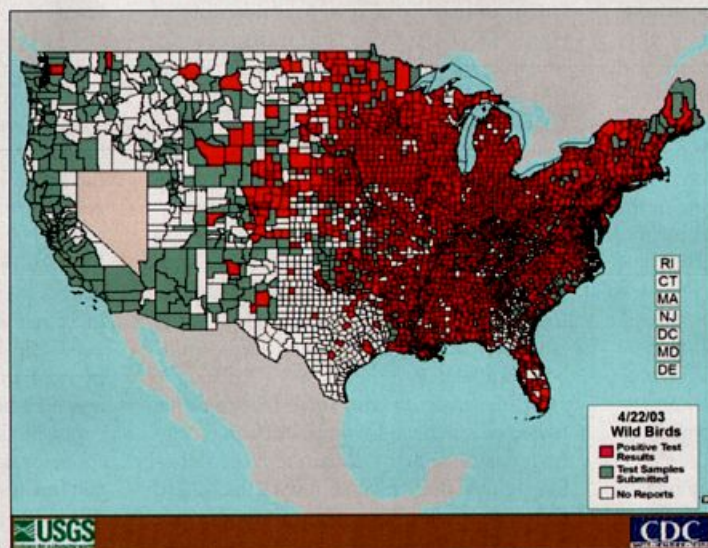 RI
CT
MA
NJ
DC
MD
DE
4/22/03
Wild Birds
Positive Test
Results
Test Samples
Submitted
No Reports
USGS
CDC